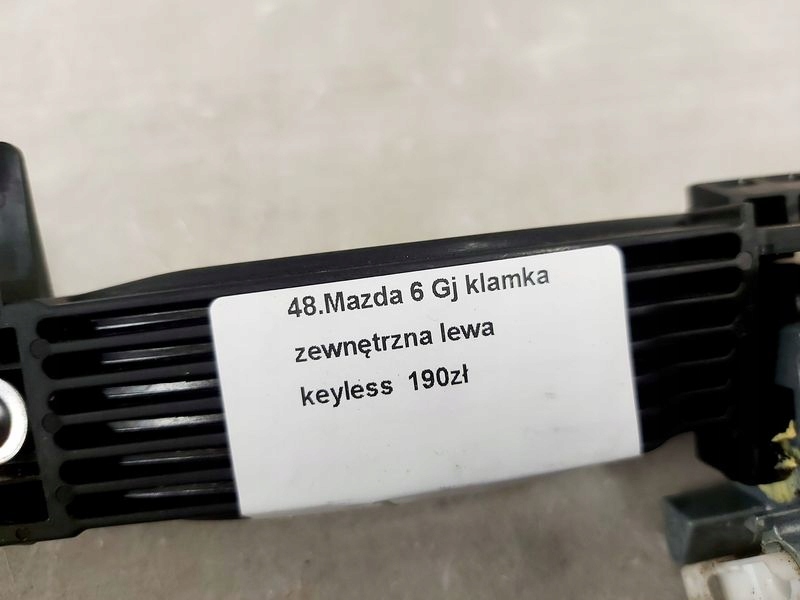 48.Mazda 6 Gj klamka
zewnętrzna lewa
keyless 190zł